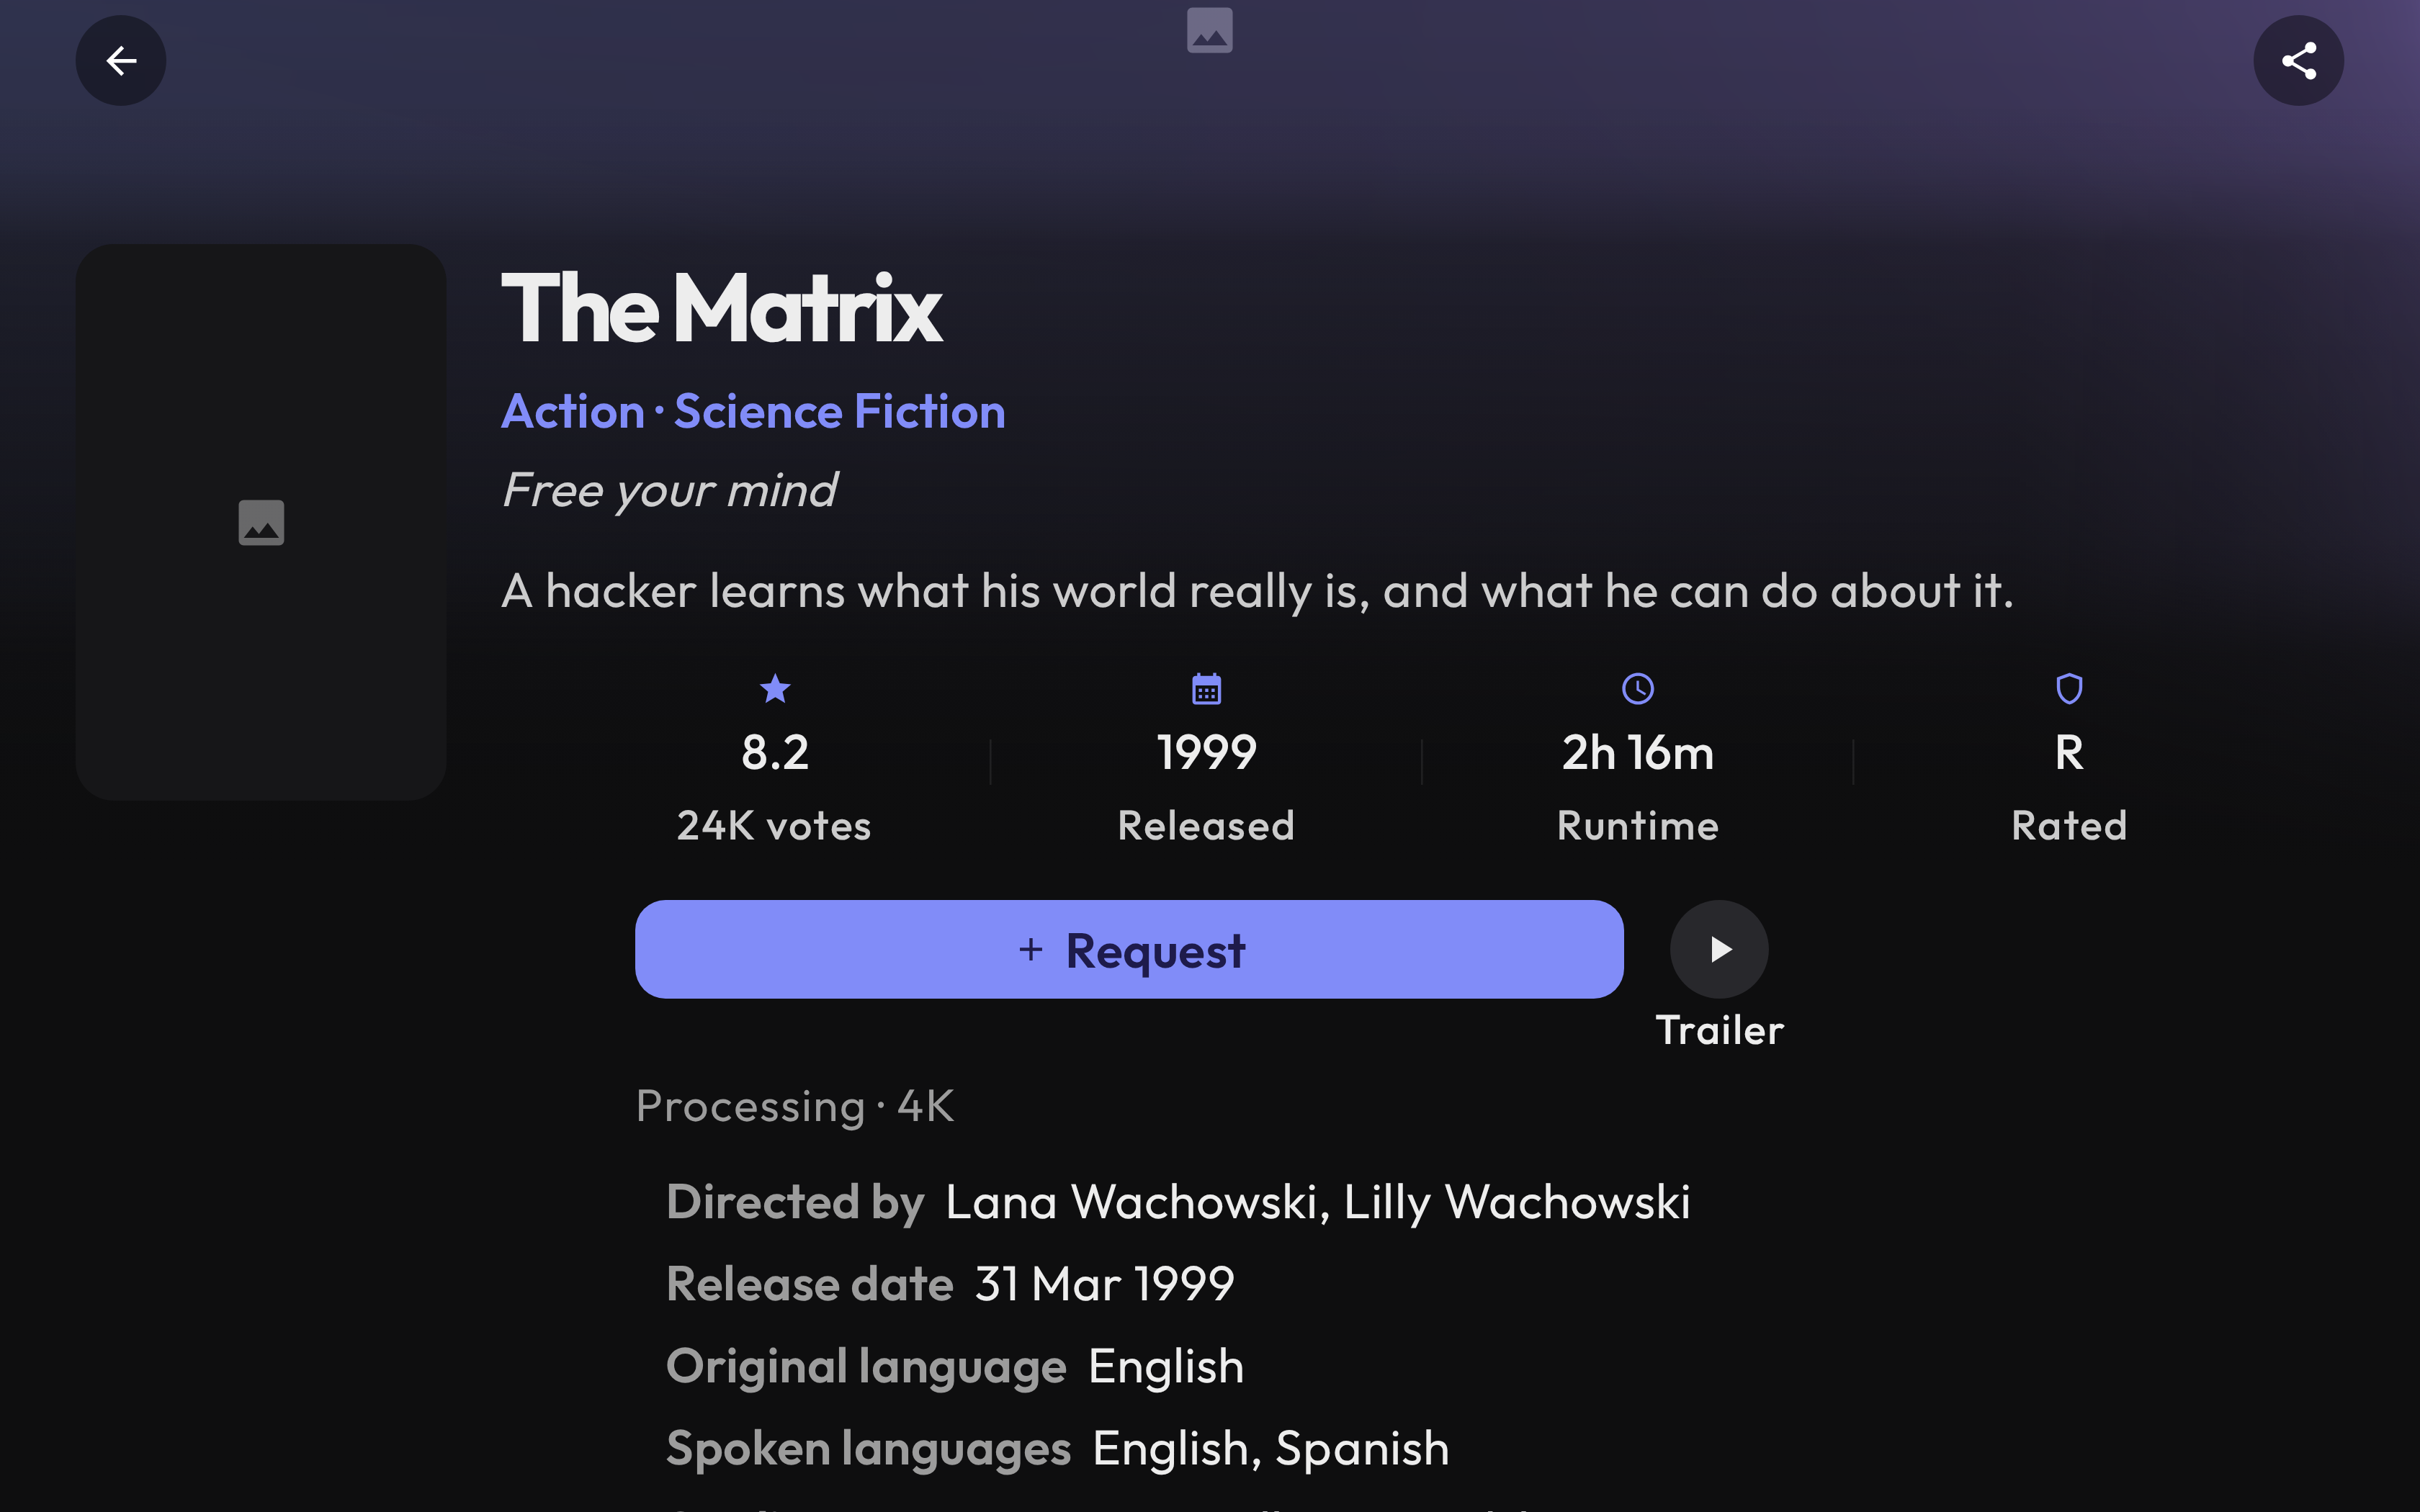 The Matrix
Action · Science Fiction
Free your mind
A hacker learns what his world really is, and what he can do about it.
8.2 1999 2h 16m R
24K votes Released Runtime Rated
+ Request
Trailer
Processing · 4K
Directed by Lana Wachowski, Lilly Wachowski
Release date 31 Mar 1999
Original language English
Spoken languages English, Spanish